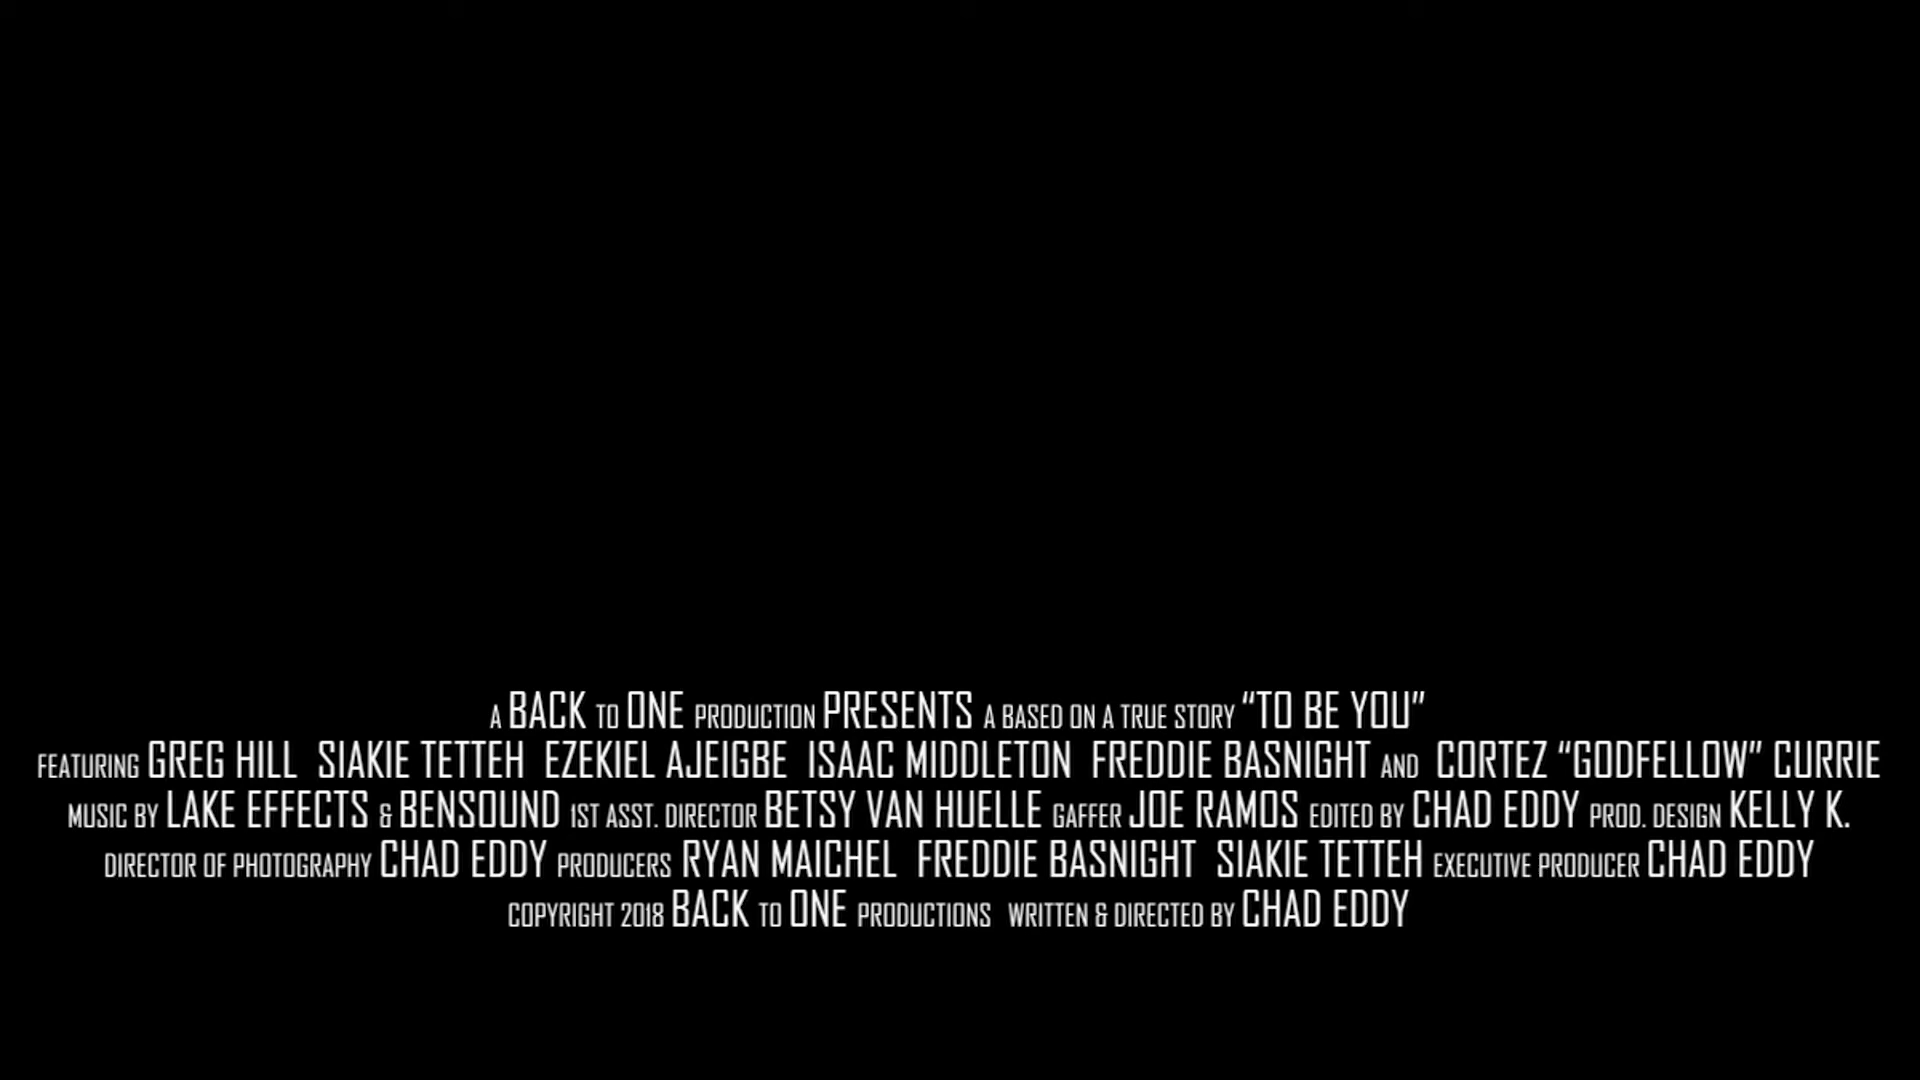 A BACK TO ONE PRODUCTION PRESENTS A BASED ON A TRUE STORY “TO BE YOU”
FEATURING GREG HILL SIAKIE TETTEH EZEKIEL AJEIGBE ISAAC MIDDLETON FREDDIE BASNIGHT AND CORTEZ “GODFELLOW” CURRIE
MUSIC BY LAKE EFFECTS & BENSOUND 1ST ASST. DIRECTOR BETSY VAN HUELLE GAFFER JOE RAMOS EDITED BY CHAD EDDY PROD. DESIGN KELLY K.
DIRECTOR OF PHOTOGRAPHY CHAD EDDY PRODUCERS RYAN MAICHEL FREDDIE BASNIGHT SIAKIE TETTEH EXECUTIVE PRODUCER CHAD EDDY
COPYRIGHT 2018 BACK TO ONE PRODUCTIONS WRITTEN & DIRECTED BY CHAD EDDY